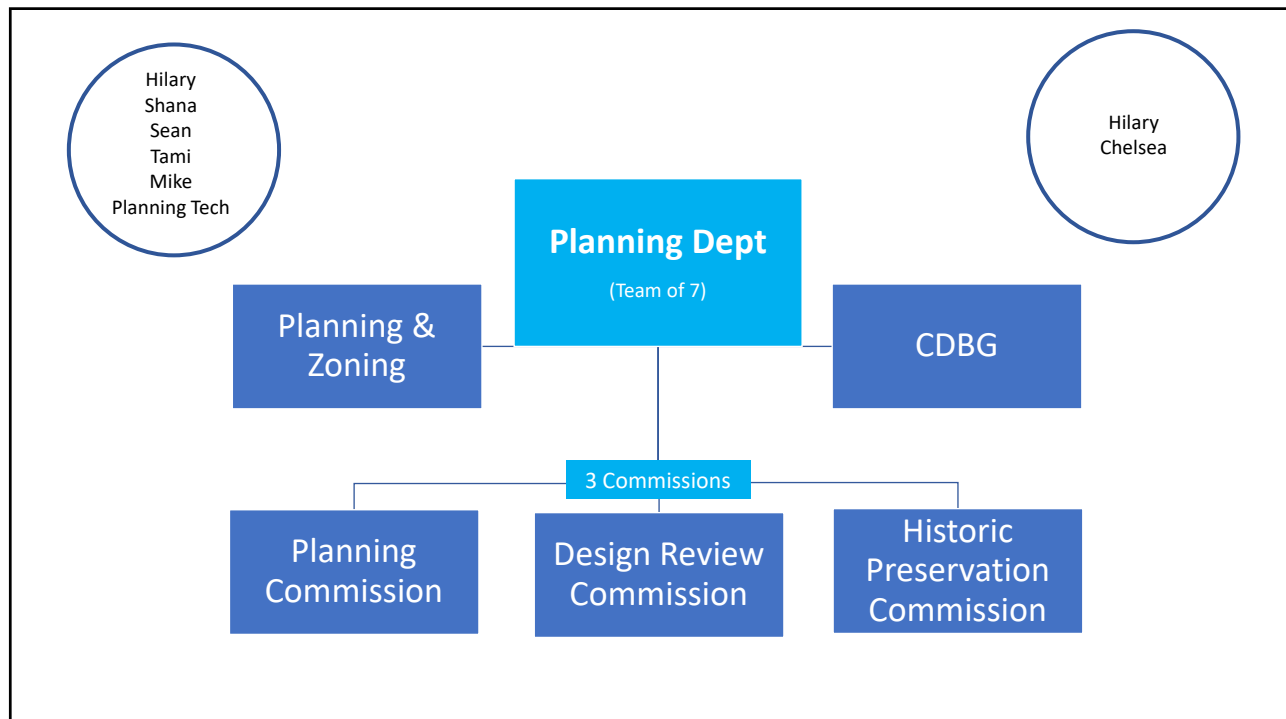 Hilary
Shana
Sean
Tami
Mike
Planning Tech
Hilary
Chelsea
Planning Dept
(Team of 7)
Planning &
Zoning
CDBG
3 Commissions
Planning
Commission
Design Review
Commission
Historic
Preservation
Commission